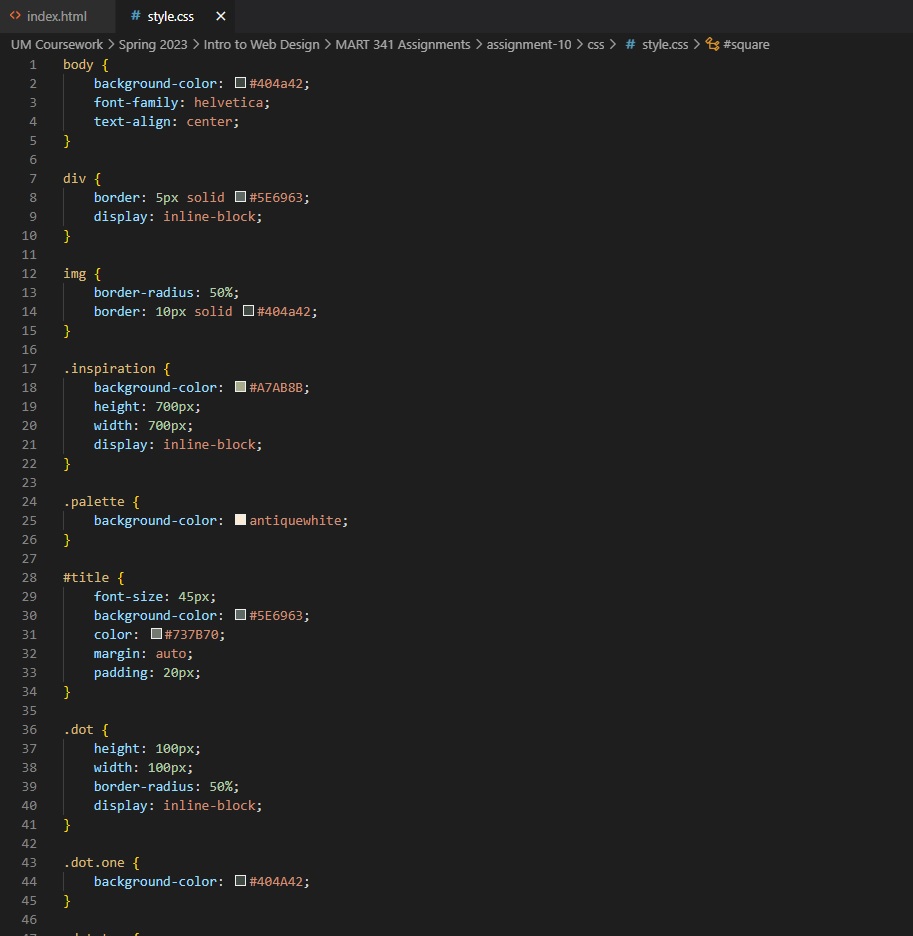 index.html
# style.css ×
UM Coursework > Spring 2023 > Intro to Web Design > MART 341 Assignments > assignment-10 > css > # style.css > #square
1 body {
2     background-color: #404a42;
3     font-family: helvetica;
4     text-align: center;
5 }
6
7 div {
8     border: 5px solid #5E6963;
9     display: inline-block;
10 }
11
12 img {
13     border-radius: 50%;
14     border: 10px solid #404a42;
15 }
16
17 .inspiration {
18     background-color: #A7AB8B;
19     height: 700px;
20     width: 700px;
21     display: inline-block;
22 }
23
24 .palette {
25     background-color: antiquewhite;
26 }
27
28 #title {
29     font-size: 45px;
30     background-color: #5E6963;
31     color: #737B70;
32     margin: auto;
33     padding: 20px;
34 }
35
36 .dot {
37     height: 100px;
38     width: 100px;
39     border-radius: 50%;
40     display: inline-block;
41 }
42
43 .dot.one {
44     background-color: #404A42;
45 }
46